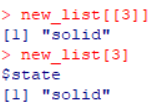 > new_list[[3]]
[1] "solid"
> new_list[3]
$state
[1] "solid"